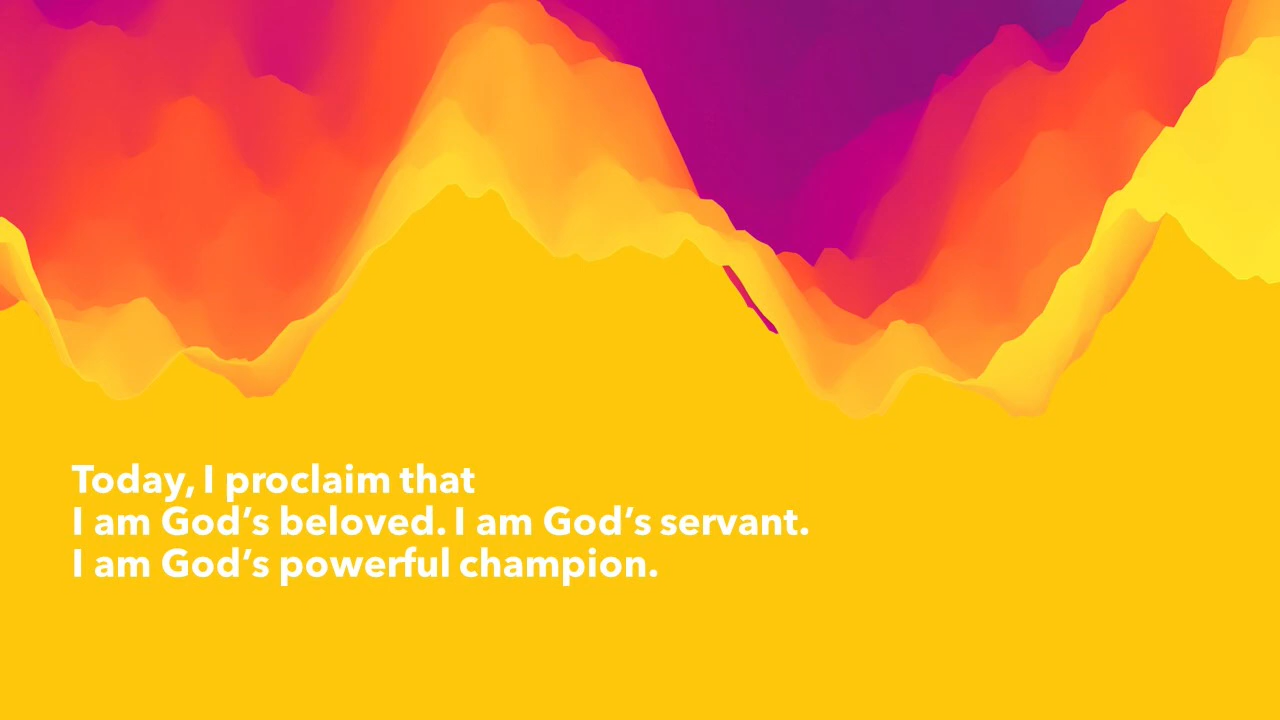 Today, I proclaim that
I am God’s beloved. I am God’s servant.
I am God’s powerful champion.